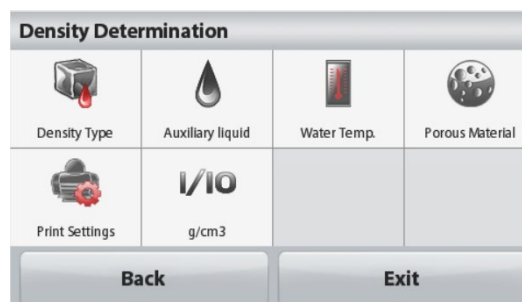 Density Determination
Density Type Auxiliary liquid Water Temp. Porous Material
I/IO
Print Settings g/cm3
Back Exit